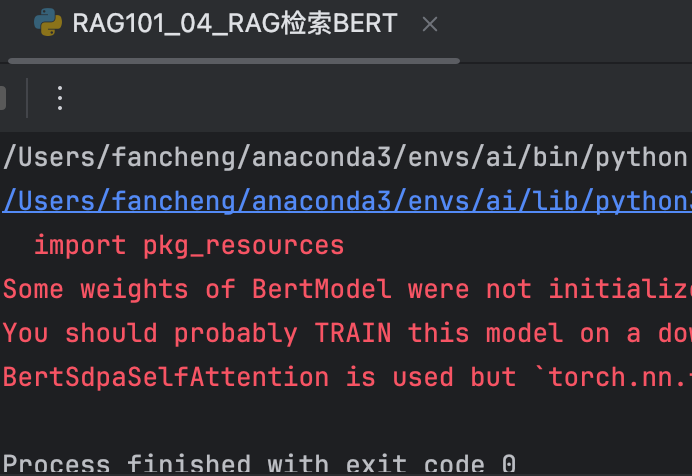 RAG101_04_RAG检索BERT
/Users/fancheng/anaconda3/envs/ai/bin/python
/Users/fancheng/anaconda3/envs/ai/lib/python3
import pkg_resources
Some weights of BertModel were not initialize
You should probably TRAIN this model on a dow
BertSdpaSelfAttention is used but `torch.nn.
Process finished with exit code 0